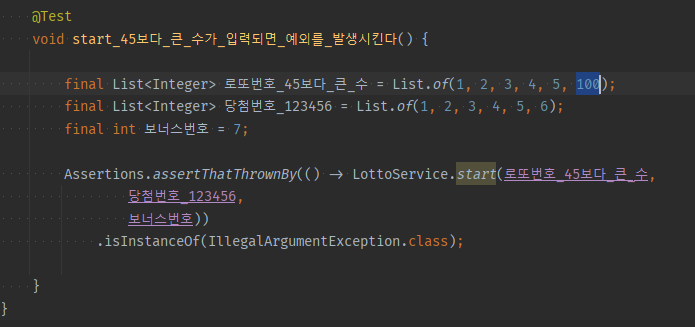 @Test
void start_45보다_큰_수가_입력되면_예외를_발생시킨다() {
final List<Integer> 로또번호_45보다_큰_수 = List.of(1, 2, 3, 4, 5, 100);
final List<Integer> 당첨번호_123456 = List.of(1, 2, 3, 4, 5, 6);
final int 보너스번호 = 7;
Assertions.assertThatThrownBy(() → LottoService.start(로또번호_45보다_큰_수,
당첨번호_123456,
보너스번호))
.isInstanceOf(IllegalArgumentException.class);
}
}